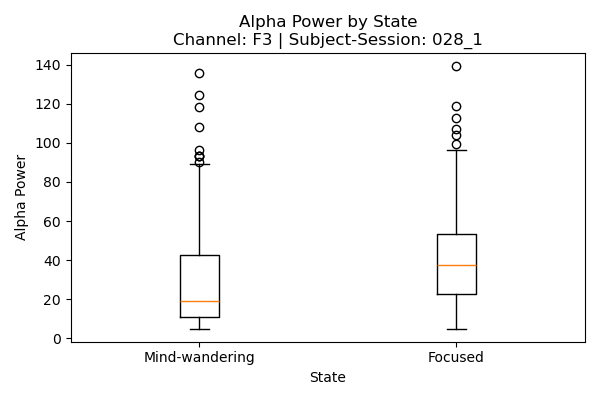 Alpha Power by State
Channel: F3 | Subject-Session: 028_1
Alpha Power
140
120
100
80
60
40
20
0
Mind-wandering
Focused
State